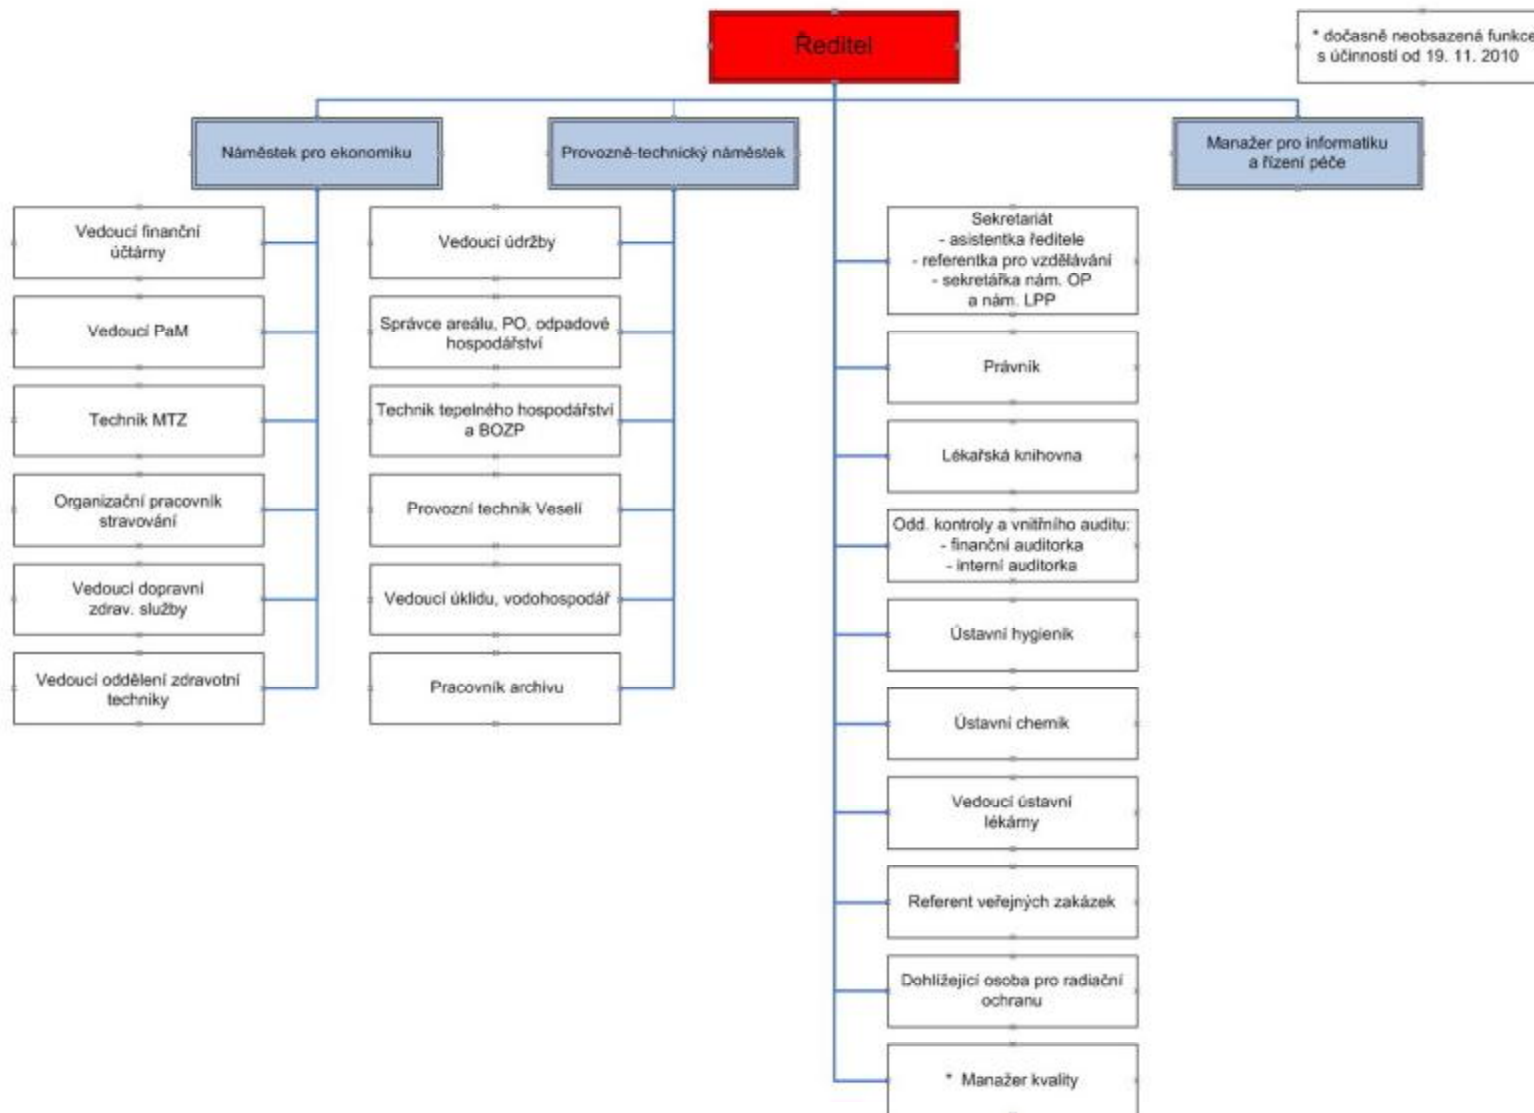 Ředitel
* dočasně neobsazená funkce
s účinností od 19. 11. 2010
Náměstek pro ekonomiku
Provozně-technický náměstek
Manažer pro informatiku
a řízení péče
Vedoucí finanční
účtárny
Vedoucí PaM
Technik MTZ
Organizační pracovník
stravování
Vedoucí dopravní
zdrav. služby
Vedoucí oddělení zdravotní
techniky
Vedoucí údržby
Správce areálu, PO, odpadové
hospodářství
Technik tepelného hospodářství
a BOZP
Provozní technik Veselí
Vedoucí úklidu, vodohospodář
Pracovník archivu
Sekretariát
- asistentka ředitele
- referentka pro vzdělávání
- sekretářka nám. OP
a nám. LPP
Právník
Lékařská knihovna
Odd. kontroly a vnitřního auditu:
- finanční auditorka
- interní auditorka
Ústavní hygienik
Ústavní chemik
Vedoucí ústavní
lékárny
Referent veřejných zakázek
Dohlížející osoba pro radiační
ochranu
* Manažer kvality